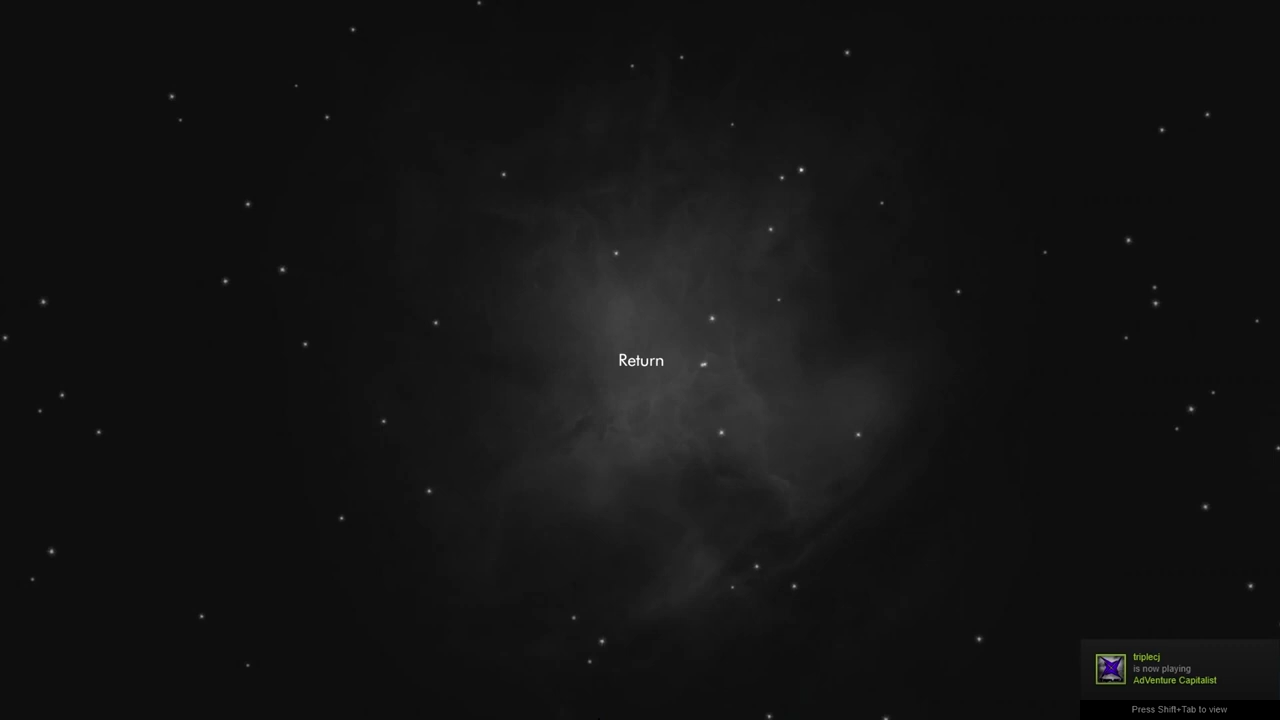 Return
triplecj
is now playing
AdVenture Capitalist
Press Shift+Tab to view